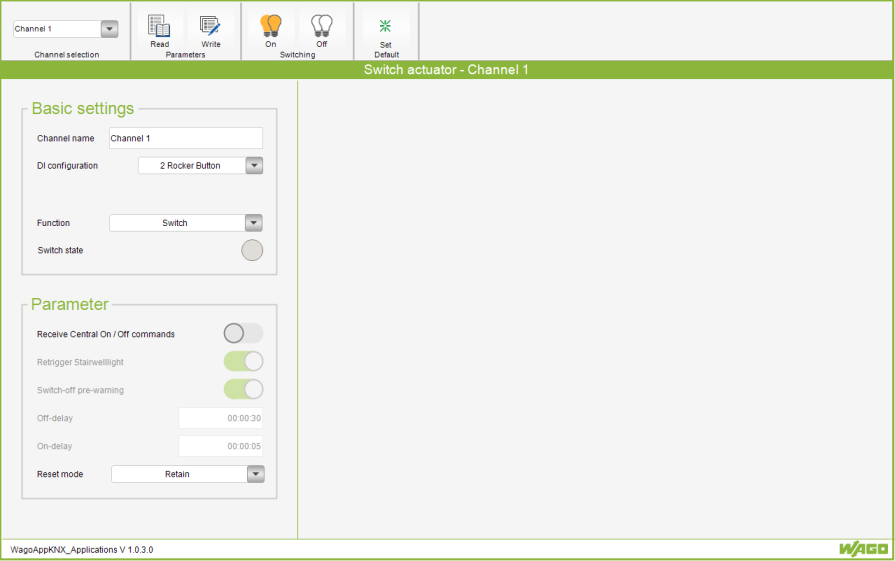 Channel 1
Channel selection
Read
Write
Parameters
On
Off
Switching
Set
Default
Switch actuator - Channel 1
Basic settings
Channel name
Channel 1
DI configuration
2 Rocker Button
Function
Switch
Switch state
Parameter
Receive Central On / Off commands
Retrigger Stairwelllight
Switch-off pre-warning
Off-delay
00:00:30
On-delay
00:00:05
Reset mode
Retain
WagoAppKNX_Applications V 1.0.3.0
WAGO